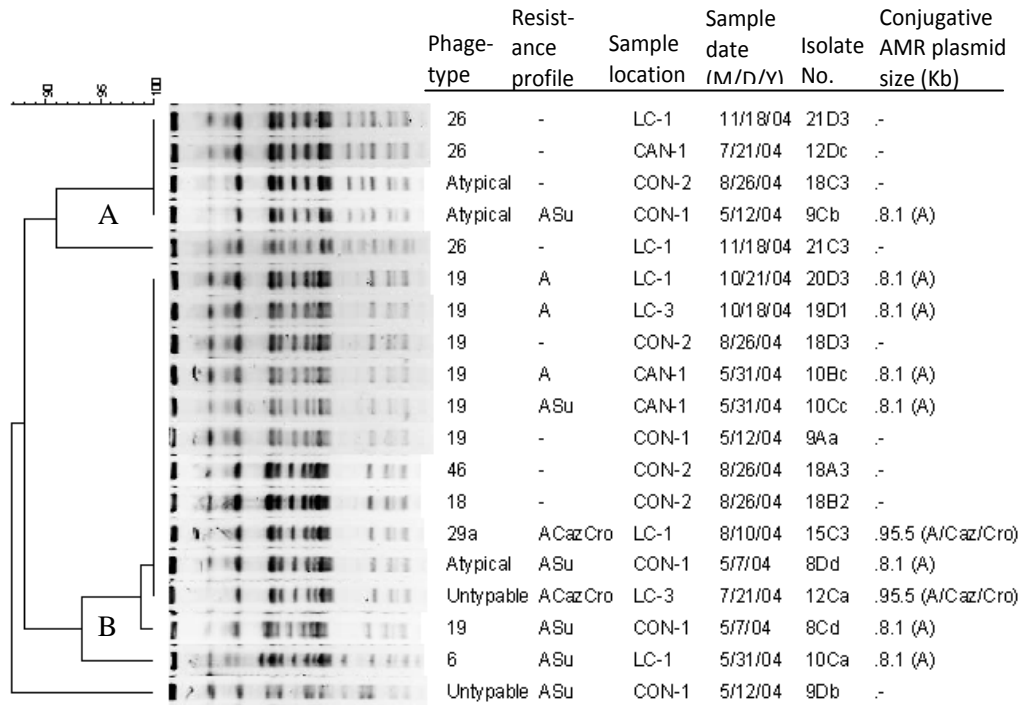 Phage-type Resist-ance profile Sample location Sample date (M/D/Y) Isolate No. Conjugative AMR plasmid size (Kb)
90 95 100
26 - LC-1 11/18/04 21D3 .-
26 - CAN-1 7/21/04 12Dc .-
Atypical - CON-2 8/26/04 18C3 .-
A
Atypical ASu CON-1 5/12/04 9Cb .8.1 (A)
26 - LC-1 11/18/04 21C3 .-
19 A LC-1 10/21/04 20D3 .8.1 (A)
19 A LC-3 10/18/04 19D1 .8.1 (A)
19 - CON-2 8/26/04 18D3 .-
19 A CAN-1 5/31/04 10Bc .8.1 (A)
19 ASu CAN-1 5/31/04 10Cc .8.1 (A)
19 - CON-1 5/12/04 9Aa .-
46 - CON-2 8/26/04 18A3 .-
18 - CON-2 8/26/04 18B2 .-
29a ACazCro LC-1 8/10/04 15C3 .95.5 (A/Caz/Cro)
Atypical ASu CON-1 5/7/04 8Dd .8.1 (A)
Untypable ACazCro LC-3 7/21/04 12Ca .95.5 (A/Caz/Cro)
B
19 ASu CON-1 5/7/04 8Cd .8.1 (A)
6 ASu LC-1 5/31/04 10Ca .8.1 (A)
Untypable ASu CON-1 5/12/04 9Db .-